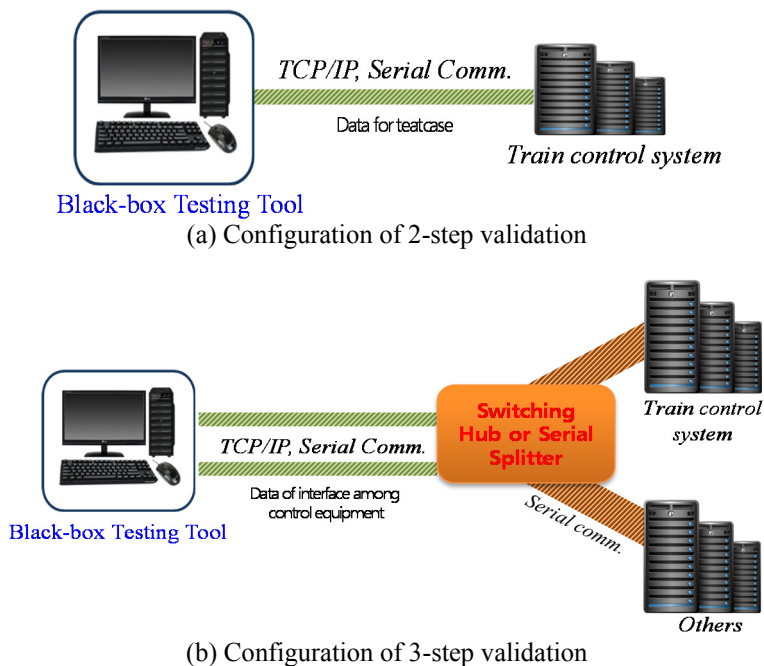 TCP/IP, Serial Comm.
Data for teatcase
Train control system
Black-box Testing Tool
(a) Configuration of 2-step validation
Switching
Hub or Serial
Splitter
Train control
system
TCP/IP, Serial Comm.
Data of interface among
control equipment
Serial comm.
Black-box Testing Tool
Others
(b) Configuration of 3-step validation